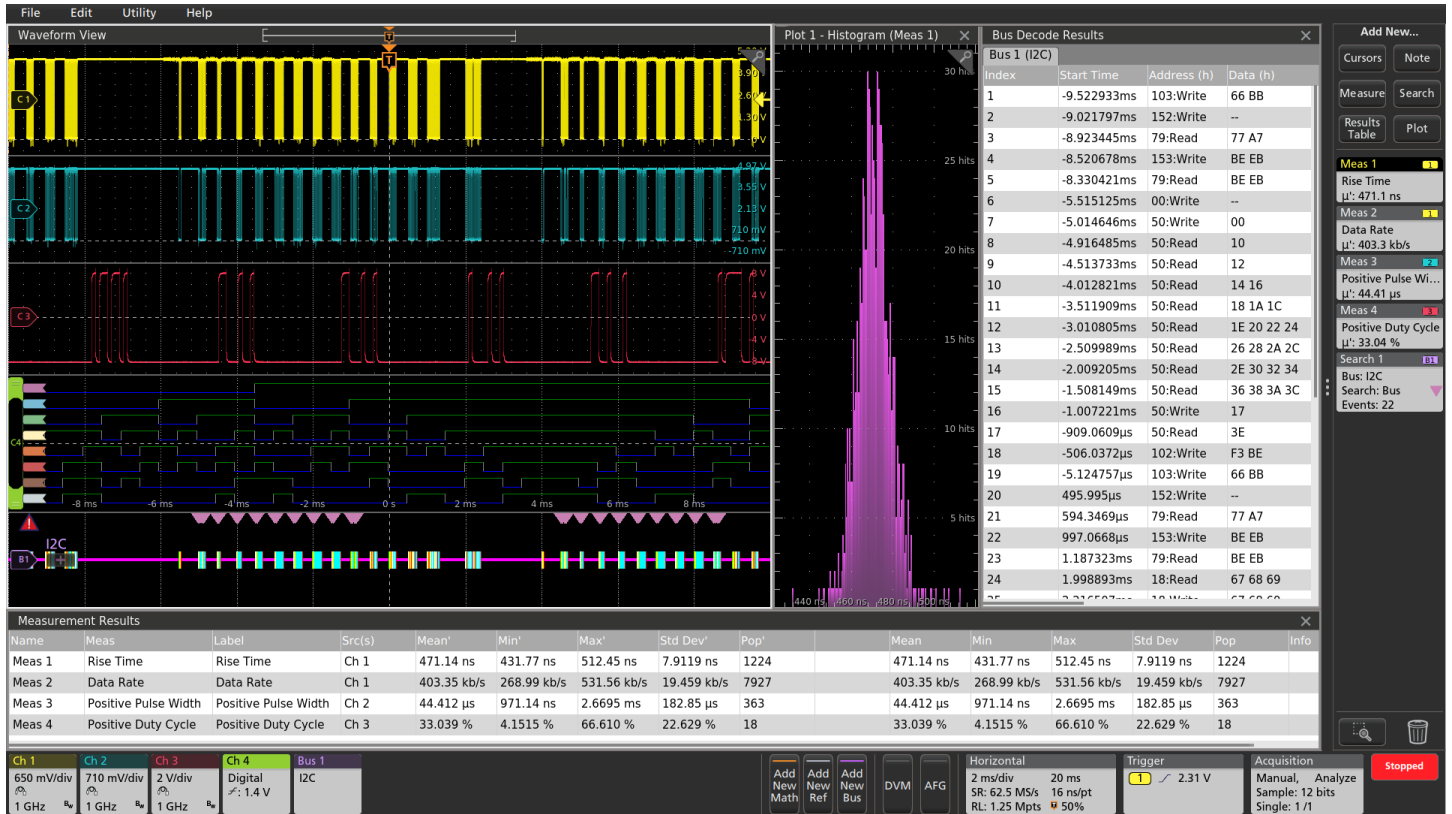 File Edit Utility Help
Waveform View
T
T
C 1
3.90
2.60
1.30 V
0 V
C 2
4.97 V
3.55 V
2.13 V
710 mV
-710 mV
C 3
8 V
4 V
0 V
-4 V
-8 V
C4
-8 ms -6 ms -4 ms -2 ms 0 s 2 ms 4 ms 6 ms 8 ms
I2C
B1
Plot 1 - Histogram (Meas 1)
30 hits
25 hits
20 hits
15 hits
10 hits
5 hits
440 ns 460 ns 480 ns 500 ns
Bus Decode Results
Bus 1 (I2C)
Index Start Time Address (h) Data (h)
1 -9.522933ms 103:Write 66 BB
2 -9.021797ms 152:Write --
3 -8.923445ms 79:Read 77 A7
4 -8.520678ms 153:Write BE EB
5 -8.330421ms 79:Read BE EB
6 -5.515125ms 00:Write --
7 -5.014646ms 50:Write 00
8 -4.916485ms 50:Read 10
9 -4.513733ms 50:Read 12
10 -4.012821ms 50:Read 14 16
11 -3.511909ms 50:Read 18 1A 1C
12 -3.010805ms 50:Read 1E 20 22 24
13 -2.509989ms 50:Read 26 28 2A 2C
14 -2.009205ms 50:Read 2E 30 32 34
15 -1.508149ms 50:Read 36 38 3A 3C
16 -1.007221ms 50:Write 17
17 -909.0609µs 50:Read 3E
18 -506.0372µs 102:Write F3 BE
19 -5.124757µs 103:Write 66 BB
20 495.995µs 152:Write --
21 594.3469µs 79:Read 77 A7
22 997.0668µs 153:Write BE EB
23 1.187323ms 79:Read BE EB
24 1.998893ms 18:Read 67 68 69
Add New...
Cursors Note
Measure Search
Results Table Plot
Meas 1 1
Rise Time
µ': 471.1 ns
Meas 2 1
Data Rate
µ': 403.3 kb/s
Meas 3 2
Positive Pulse Wi...
µ': 44.41 µs
Meas 4 3
Positive Duty Cycle
µ': 33.04 %
Search 1 B1
Bus: I2C
Search: Bus
Events: 22
Measurement Results
Name Meas Label Src(s) Mean' Min' Max' Std Dev' Pop' Mean Min Max Std Dev Pop Info
Meas 1 Rise Time Rise Time Ch 1 471.14 ns 431.77 ns 512.45 ns 7.9119 ns 1224 471.14 ns 431.77 ns 512.45 ns 7.9119 ns 1224
Meas 2 Data Rate Data Rate Ch 1 403.35 kb/s 268.99 kb/s 531.56 kb/s 19.459 kb/s 7927 403.35 kb/s 268.99 kb/s 531.56 kb/s 19.459 kb/s 7927
Meas 3 Positive Pulse Width Positive Pulse Width Ch 2 44.412 µs 971.14 ns 2.6695 ms 182.85 µs 363 44.412 µs 971.14 ns 2.6695 ms 182.85 µs 363
Meas 4 Positive Duty Cycle Positive Duty Cycle Ch 3 33.039 % 4.1515 % 66.610 % 22.629 % 18 33.039 % 4.1515 % 66.610 % 22.629 % 18
Ch 1
650 mV/div
1 GHz Bw
Ch 2
710 mV/div
1 GHz Bw
Ch 3
2 V/div
1 GHz Bw
Ch 4
Digital
: 1.4 V
Bus 1
I2C
Add New Math
Add New Ref
Add New Bus
DVM
AFG
Horizontal
2 ms/div 20 ms
SR: 62.5 MS/s 16 ns/pt
RL: 1.25 Mpts 50%
Trigger
1 2.31 V
Acquisition
Manual, Analyze
Sample: 12 bits
Single: 1 /1
Stopped